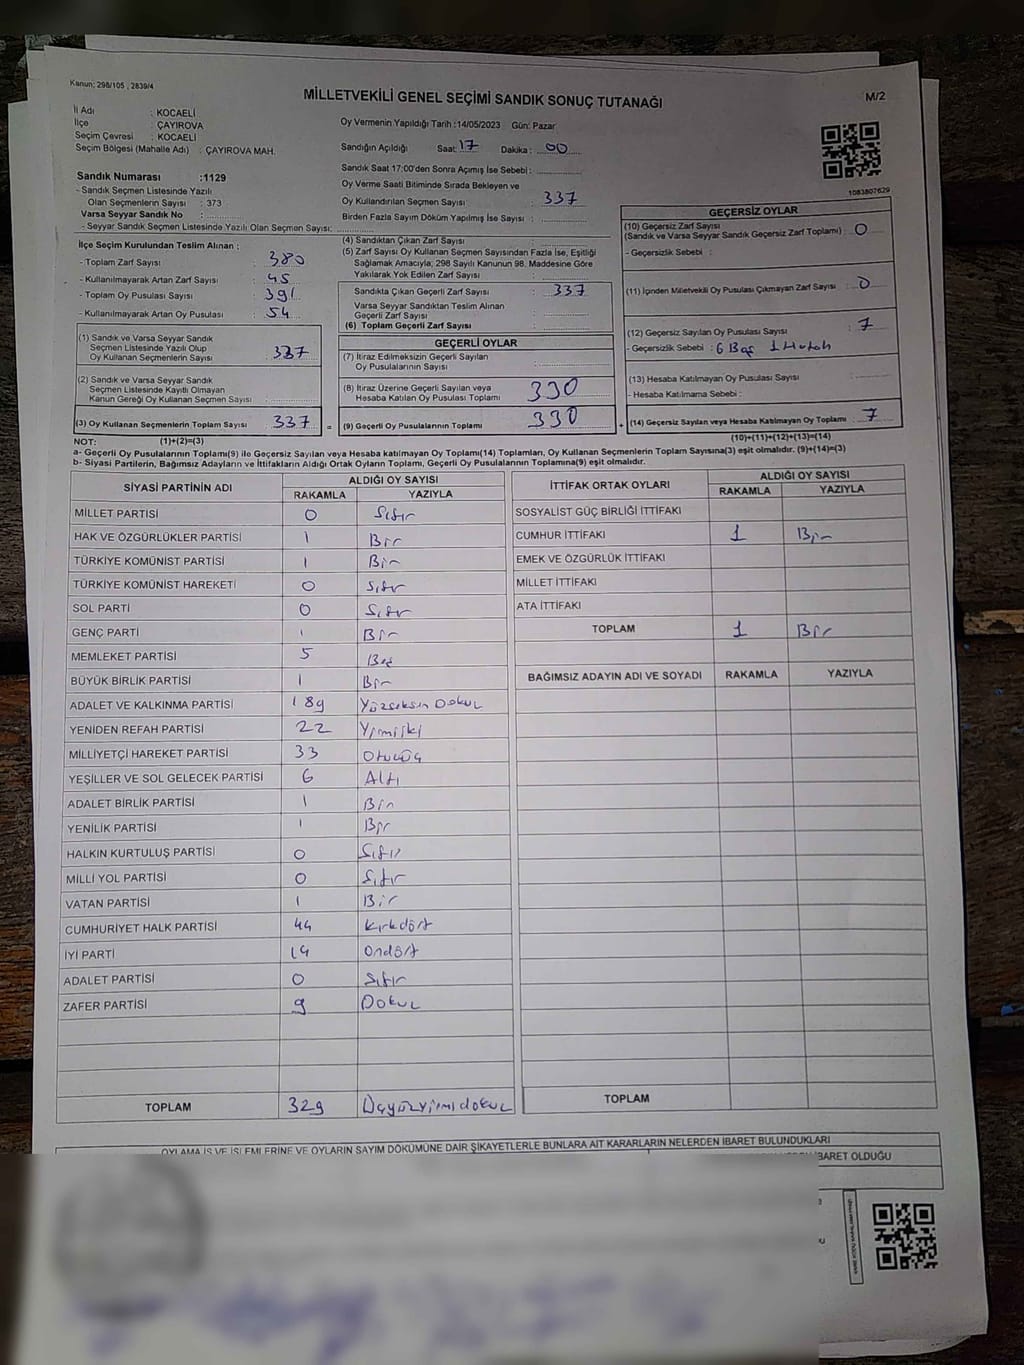 Kanun: 298/105 , 2839/4
MİLLETVEKİLİ GENEL SEÇİMİ SANDIK SONUÇ TUTANAĞI
M/2
İl Adı : KOCAELİ
İlçe : ÇAYIROVA
Seçim Çevresi : KOCAELİ
Seçim Bölgesi (Mahalle Adı) : ÇAYIROVA MAH.
Oy Vermenin Yapıldığı Tarih :14/05/2023 Gün: Pazar
Sandığın Açıldığı Saat: 17 Dakika : 00
Sandık Saat 17:00'den Sonra Açımış İse Sebebi :
Oy Verme Saati Bitiminde Sırada Bekleyen ve
Oy Kullandırılan Seçmen Sayısı : 337
Birden Fazla Sayım Döküm Yapılmış İse Sayısı :
1083807629
Sandık Numarası :1129
- Sandık Seçmen Listesinde Yazılı
Olan Seçmenlerin Sayısı : 373
Varsa Seyyar Sandık No :
- Seyyar Sandık Seçmen Listesinde Yazılı Olan Seçmen Sayısı:
İlçe Seçim Kurulundan Teslim Alınan :
- Toplam Zarf Sayısı : 380
- Kullanılmayarak Artan Zarf Sayısı : 45
- Toplam Oy Pusulası Sayısı : 391
- Kullanılmayarak Artan Oy Pusulası : 54
(1) Sandık ve Varsa Seyyar Sandık
Seçmen Listesinde Yazılı Olup
Oy Kullanan Seçmenlerin Sayısı : 337
(2) Sandık ve Varsa Seyyar Sandık
Seçmen Listesinde Kayıtlı Olmayan
Kanun Gereği Oy Kullanan Seçmen Sayısı :
(3) Oy Kullanan Seçmenlerin Toplam Sayısı : 337 =
(4) Sandıktan Çıkan Zarf Sayısı :
(5) Zarf Sayısı Oy Kullanan Seçmen Sayısından Fazla İse, Eşitliği
Sağlamak Amacıyla; 298 Sayılı Kanunun 98. Maddesine Göre
Yakılarak Yok Edilen Zarf Sayısı :
Sandıkta Çıkan Geçerli Zarf Sayısı : 337
Varsa Seyyar Sandıktan Teslim Alınan
Geçerli Zarf Sayısı :
(6) Toplam Geçerli Zarf Sayısı :
GEÇERLİ OYLAR
(7) İtiraz Edilmeksizin Geçerli Sayılan
Oy Pusulalarının Sayısı :
(8) İtiraz Üzerine Geçerli Sayılan veya
Hesaba Katılan Oy Pusulası Toplamı : 330
(9) Geçerli Oy Pusulalarının Toplamı : 330 +
GEÇERSİZ OYLAR
(10) Geçersiz Zarf Sayısı
(Sandık ve Varsa Seyyar Sandık Geçersiz Zarf Toplamı) : 0
- Geçersizlik Sebebi :
(11) İçinden Milletvekili Oy Pusulası Çıkmayan Zarf Sayısı : 0
(12) Geçersiz Sayılan Oy Pusulası Sayısı : 7
- Geçersizlik Sebebi : 6 Boş 1 Hatalı
(13) Hesaba Katılmayan Oy Pusulası Sayısı :
- Hesaba Katılmama Sebebi :
(14) Geçersiz Sayılan veya Hesaba Katılmayan Oy Toplamı : 7
NOT: (1)+(2)=(3) (10)+(11)+(12)+(13)=(14)
a- Geçerli Oy Pusulalarının Toplamı(9) ile Geçersiz Sayılan veya Hesaba katılmayan Oy Toplamı(14) Toplamları, Oy Kullanan Seçmenlerin Toplam Sayısına(3) eşit olmalıdır. (9)+(14)=(3)
b- Siyasi Partilerin, Bağımsız Adayların ve İttifakların Aldığı Ortak Oyların Toplamı, Geçerli Oy Pusulalarının Toplamına(9) eşit olmalıdır.
SİYASİ PARTİNİN ADI ALDIĞI OY SAYISI
RAKAMLA YAZIYLA
MİLLET PARTİSİ 0 Sıfır
HAK VE ÖZGÜRLÜKLER PARTİSİ 1 Bir
TÜRKİYE KOMÜNİST PARTİSİ 1 Bir
TÜRKİYE KOMÜNİST HAREKETİ 0 Sıfır
SOL PARTİ 0 Sıfır
GENÇ PARTİ 1 Bir
MEMLEKET PARTİSİ 5 Beş
BÜYÜK BİRLİK PARTİSİ 1 Bir
ADALET VE KALKINMA PARTİSİ 189 Yüzseksen Dokuz
YENİDEN REFAH PARTİSİ 22 Yirmiiki
MİLLİYETÇİ HAREKET PARTİSİ 33 Otuzüç
YEŞİLLER VE SOL GELECEK PARTİSİ 6 Altı
ADALET BİRLİK PARTİSİ 1 Bir
YENİLİK PARTİSİ 1 Bir
HALKIN KURTULUŞ PARTİSİ 0 Sıfır
MİLLİ YOL PARTİSİ 0 Sıfır
VATAN PARTİSİ 1 Bir
CUMHURİYET HALK PARTİSİ 44 Kırkdört
İYİ PARTİ 14 Ondört
ADALET PARTİSİ 0 Sıfır
ZAFER PARTİSİ 9 Dokuz
TOPLAM 329 Üçyüzyirmidokuz
İTTİFAK ORTAK OYLARI ALDIĞI OY SAYISI
RAKAMLA YAZIYLA
SOSYALİST GÜÇ BİRLİĞİ İTTİFAKI
CUMHUR İTTİFAKI 1 Bir
EMEK VE ÖZGÜRLÜK İTTİFAKI
MİLLET İTTİFAKI
ATA İTTİFAKI
TOPLAM 1 Bir
BAĞIMSIZ ADAYIN ADI VE SOYADI RAKAMLA YAZIYLA
TOPLAM
OYLAMA İŞ VE İŞLEMLERİNE VE OYLARIN SAYIM DÖKÜMÜNE DAİR ŞİKAYETLERLE BUNLARA AİT KARARLARIN NELERDEN İBARET BULUNDUKLARI
İBARET OLDUĞU